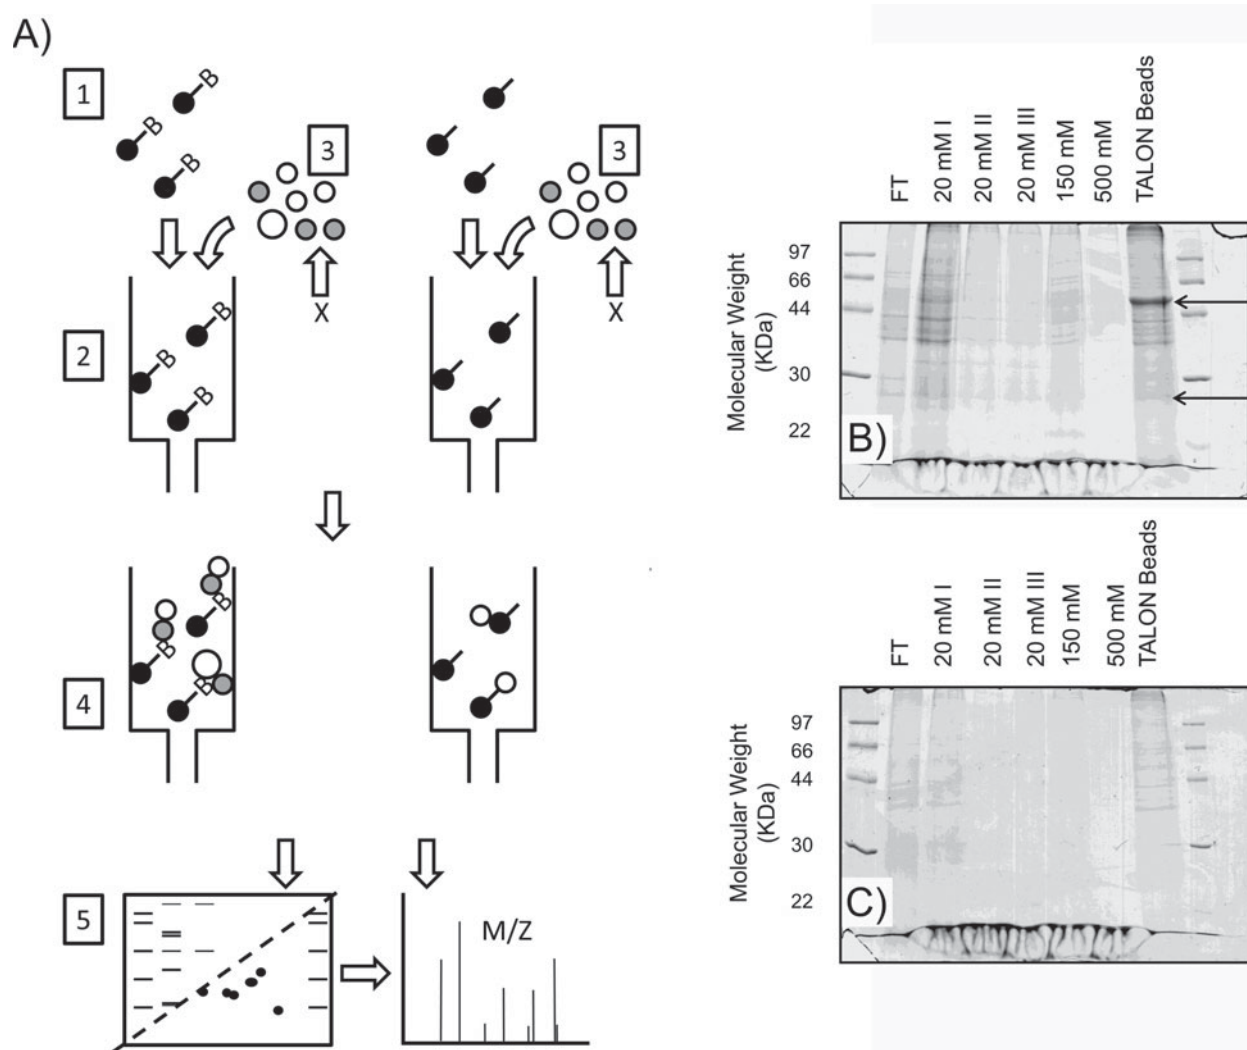 A)
1
B
B
B
3
3
X
X
2
B
B
B
4
B
B
B
5
M/Z
FT
20 mM I
20 mM II
20 mM III
150 mM
500 mM
TALON Beads
Molecular Weight
(KDa)
97
66
44
30
22
B)
FT
20 mM I
20 mM II
20 mM III
150 mM
500 mM
TALON Beads
Molecular Weight
(KDa)
97
66
44
30
22
C)